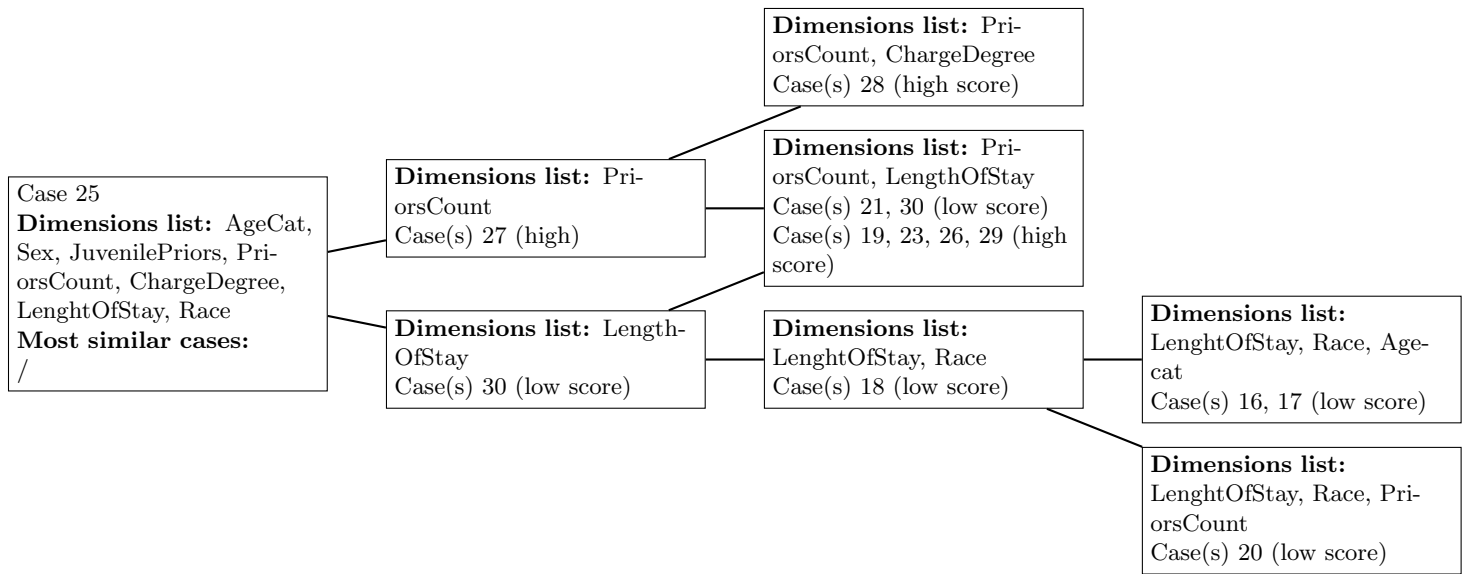 Case 25
Dimensions list: AgeCat,
Sex, JuvenilePriors, Pri-
orsCount, ChargeDegree,
LenghtOfStay, Race
Most similar cases:
/
Dimensions list: Pri-
orsCount
Case(s) 27 (high)
Dimensions list: Length-
OfStay
Case(s) 30 (low score)
Dimensions list: Pri-
orsCount, ChargeDegree
Case(s) 28 (high score)
Dimensions list: Pri-
orsCount, LengthOfStay
Case(s) 21, 30 (low score)
Case(s) 19, 23, 26, 29 (high
score)
Dimensions list:
LenghtOfStay, Race
Case(s) 18 (low score)
Dimensions list:
LenghtOfStay, Race, Age-
cat
Case(s) 16, 17 (low score)
Dimensions list:
LenghtOfStay, Race, Pri-
orsCount
Case(s) 20 (low score)